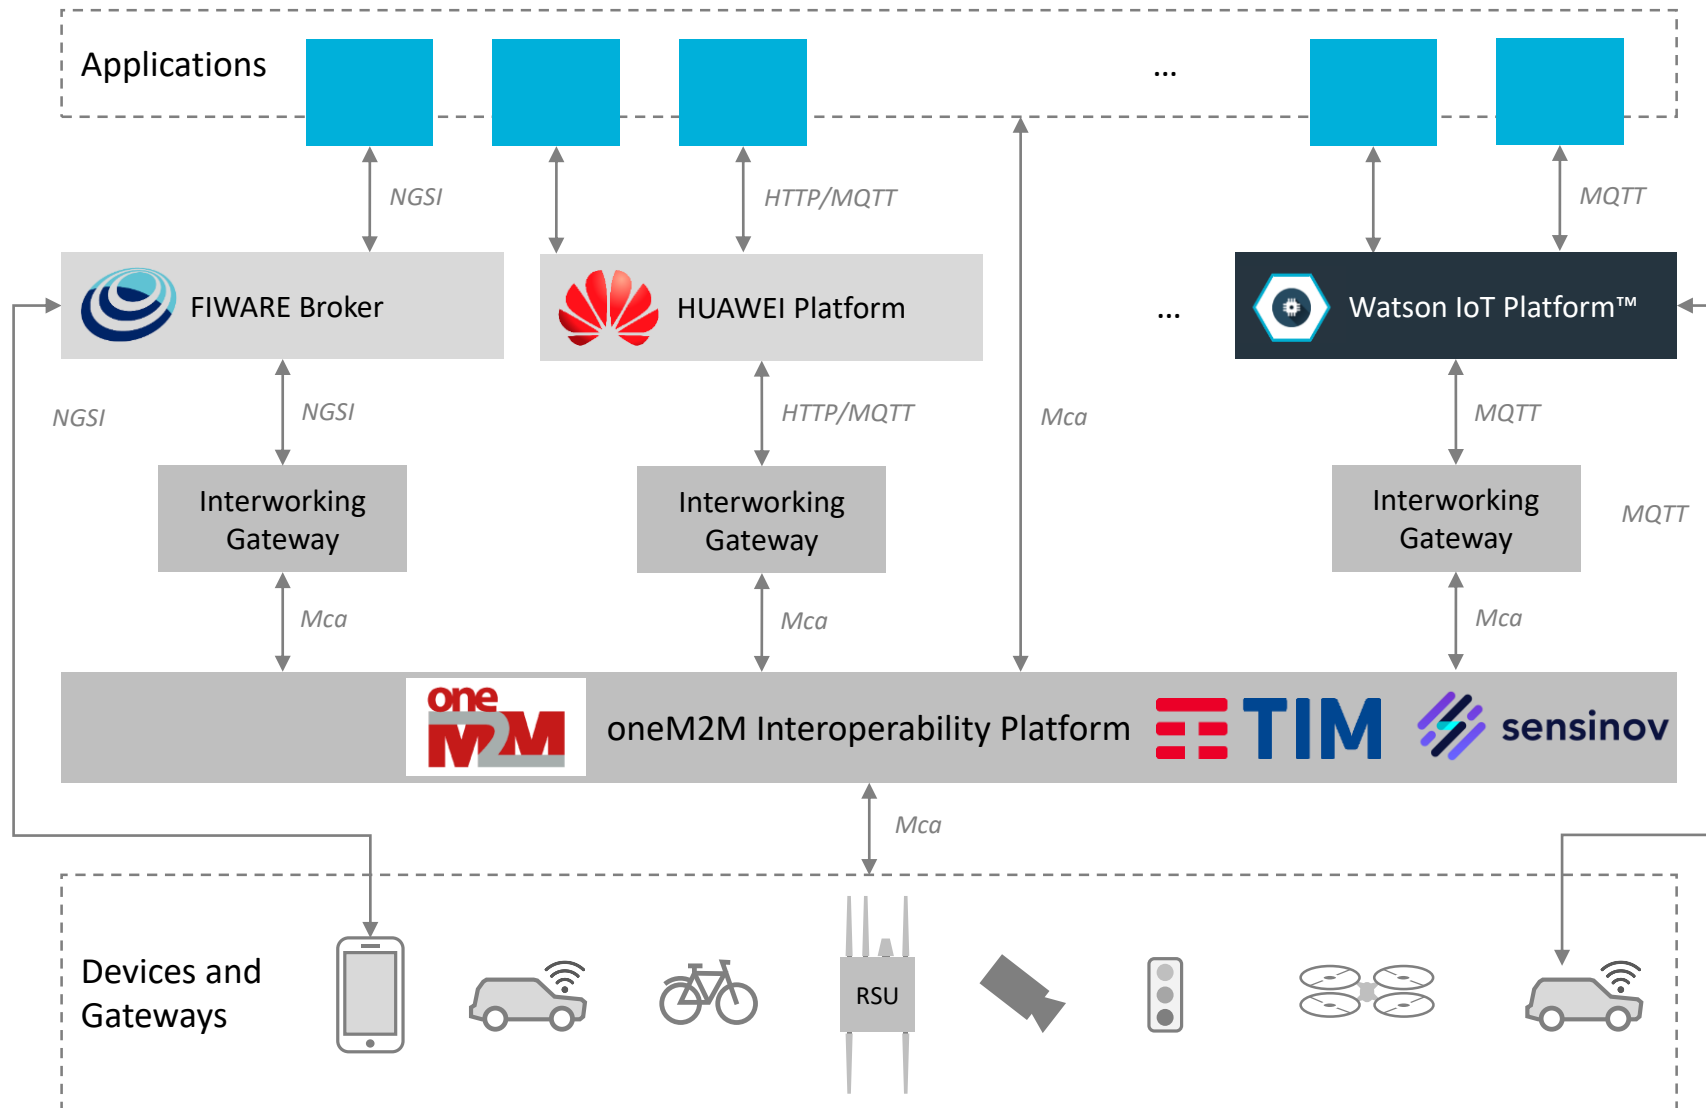 Applications
...
NGSI
HTTP/MQTT
MQTT
FIWARE Broker
HUAWEI Platform
...
Watson IoT Platform™
NGSI
NGSI
HTTP/MQTT
Mca
MQTT
Interworking
Gateway
Interworking
Gateway
Interworking
Gateway
MQTT
Mca
Mca
Mca
one
M2M
oneM2M Interoperability Platform
TIM
sensinov
Mca
Devices and
Gateways
RSU